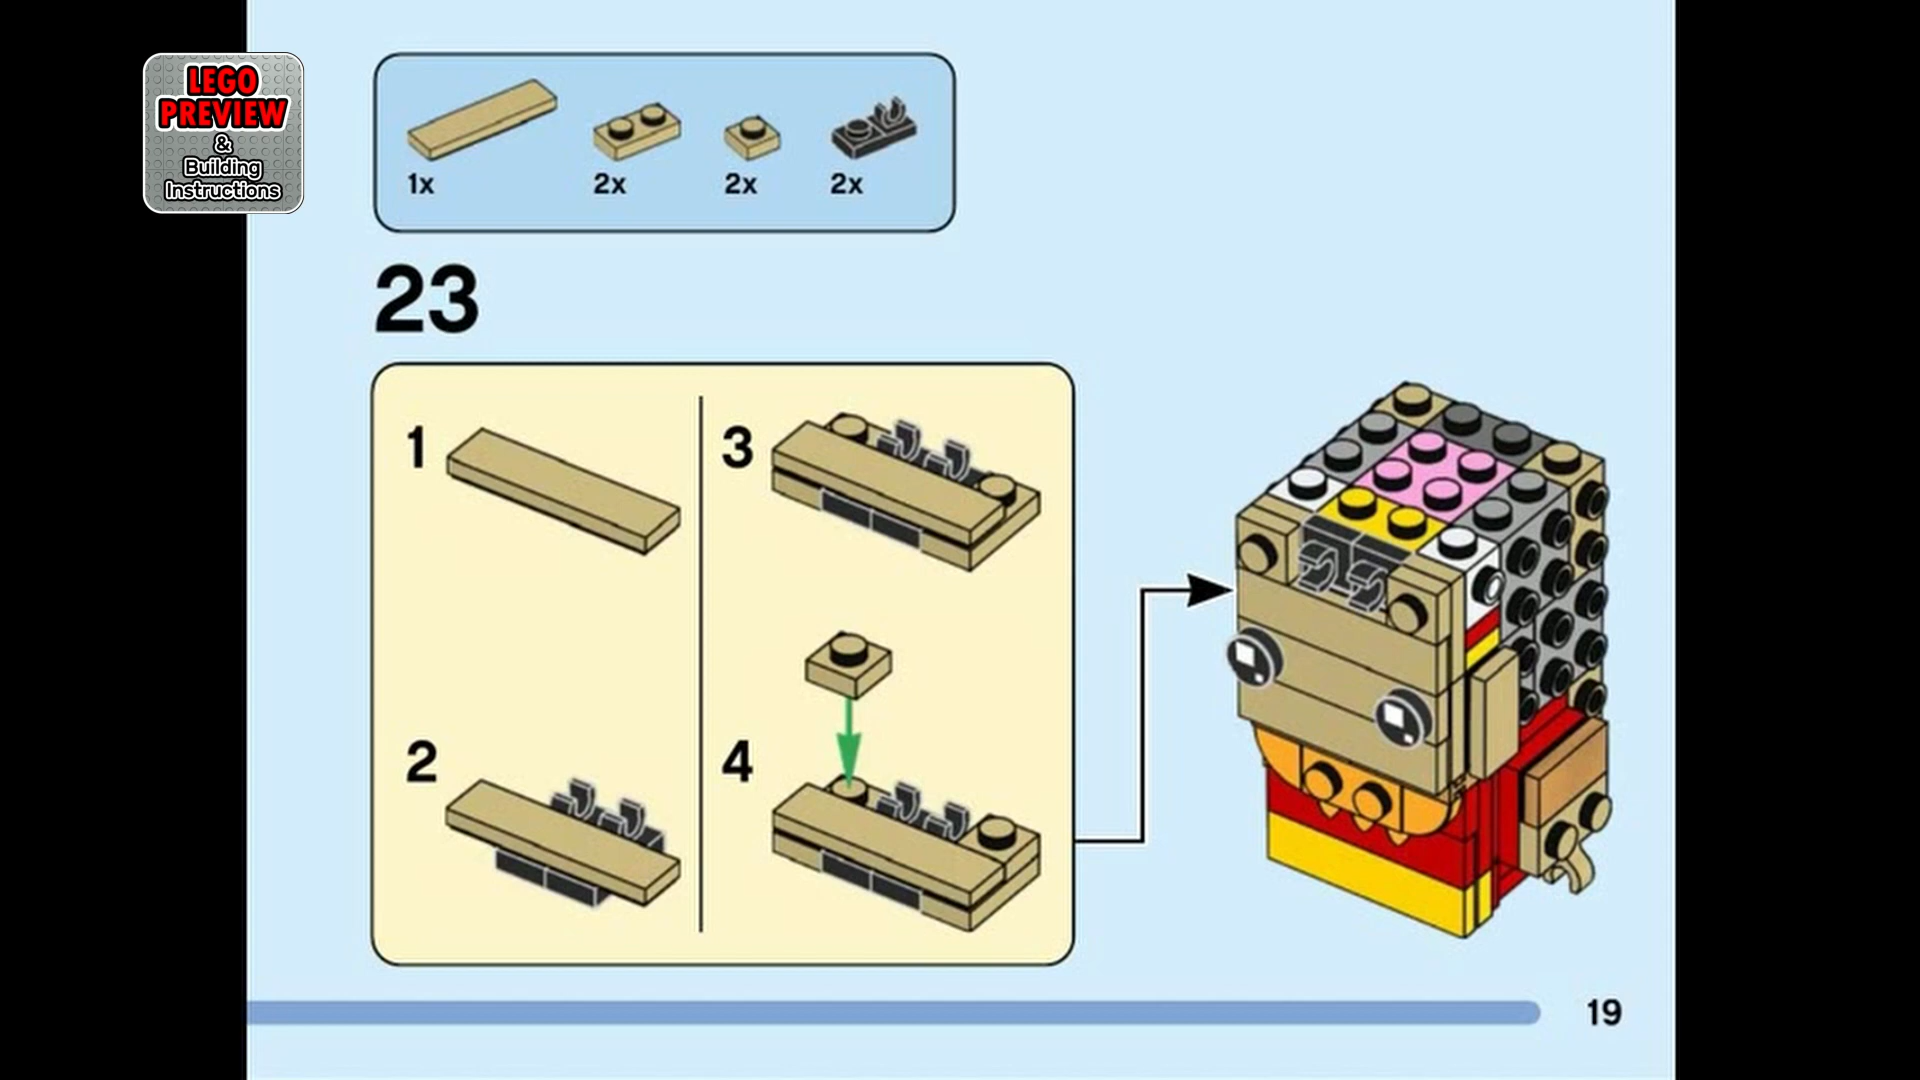 LEGO
PREVIEW
&
Building
Instructions
1x 2x 2x 2x
23
1
3
2
4
19